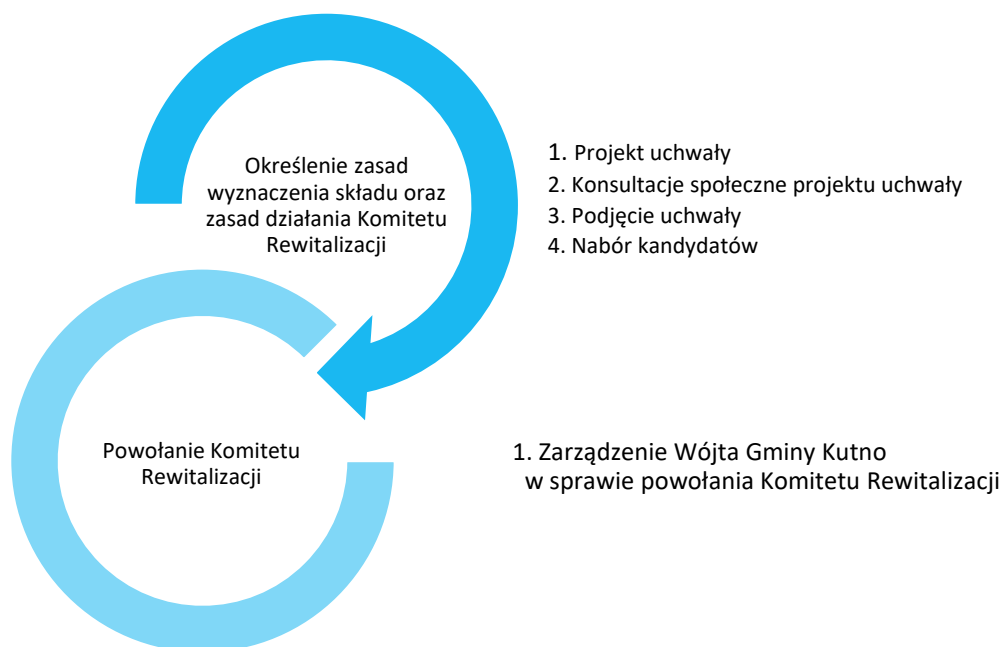 Określenie zasad
wyznaczenia składu oraz
zasad działania Komitetu
Rewitalizacji
1. Projekt uchwały
2. Konsultacje społeczne projektu uchwały
3. Podjęcie uchwały
4. Nabór kandydatów
Powołanie Komitetu
Rewitalizacji
1. Zarządzenie Wójta Gminy Kutno
w sprawie powołania Komitetu Rewitalizacji